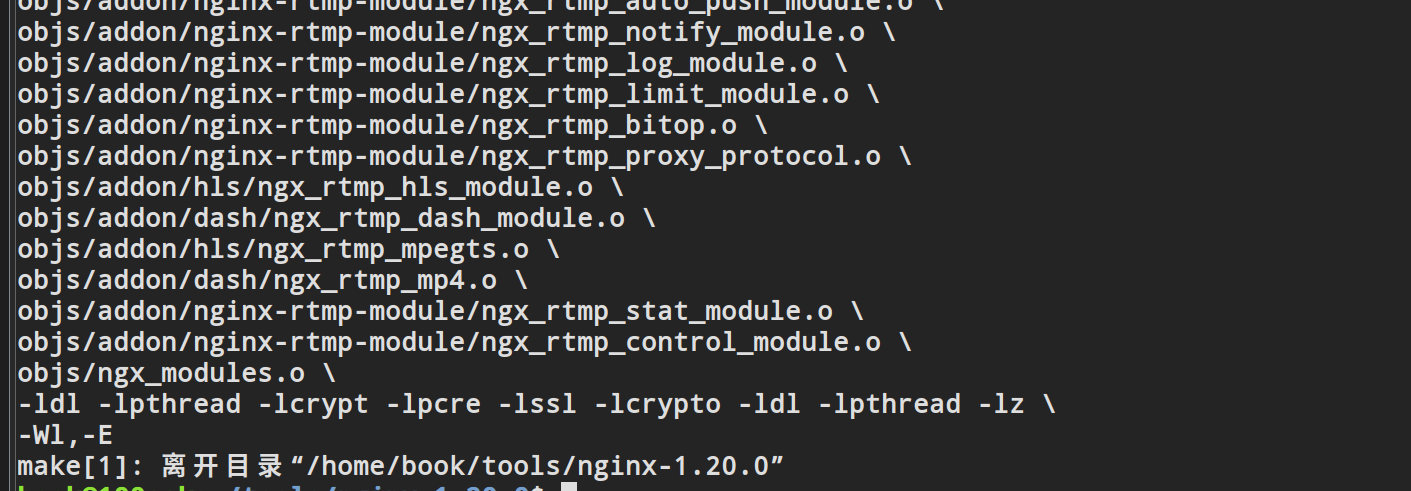 objs/addon/nginx-rtmp-module/ngx_rtmp_auto_push_module.o \
objs/addon/nginx-rtmp-module/ngx_rtmp_notify_module.o \
objs/addon/nginx-rtmp-module/ngx_rtmp_log_module.o \
objs/addon/nginx-rtmp-module/ngx_rtmp_limit_module.o \
objs/addon/nginx-rtmp-module/ngx_rtmp_bitop.o \
objs/addon/nginx-rtmp-module/ngx_rtmp_proxy_protocol.o \
objs/addon/hls/ngx_rtmp_hls_module.o \
objs/addon/dash/ngx_rtmp_dash_module.o \
objs/addon/hls/ngx_rtmp_mpegts.o \
objs/addon/dash/ngx_rtmp_mp4.o \
objs/addon/nginx-rtmp-module/ngx_rtmp_stat_module.o \
objs/addon/nginx-rtmp-module/ngx_rtmp_control_module.o \
objs/ngx_modules.o \
-ldl -lpthread -lcrypt -lpcre -lssl -lcrypto -ldl -lpthread -lz \
-Wl,-E
make[1]: 离开目录“/home/book/tools/nginx-1.20.0”